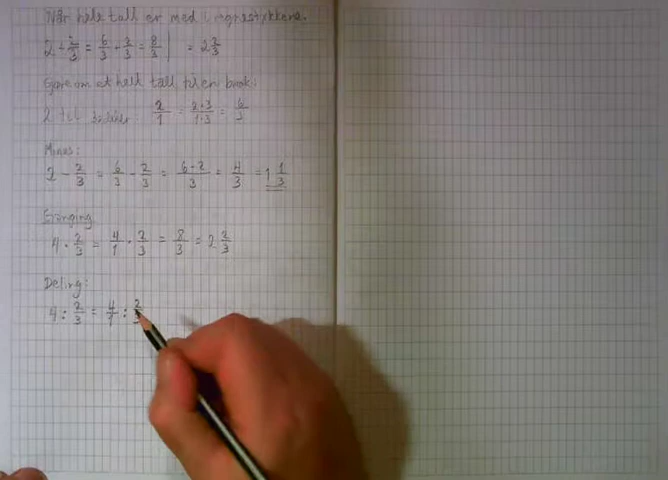 Når hele tall er med i regnestykkene.
2 + 2/3 = 6/3 + 2/3 = 8/3 | = 2 2/3
Gjøre om et helt tall til en brøk:
2 til 3 deler: 2/1 = 2·3/1·3 = 6/3
Minus:
2 - 2/3 = 6/3 - 2/3 = 6-2/3 = 4/3 = 1 1/3
Ganging
4 · 2/3 = 4/1 · 2/3 = 8/3 = 2 2/3
Deling:
4 : 2/3 = 4/1 : 2/3